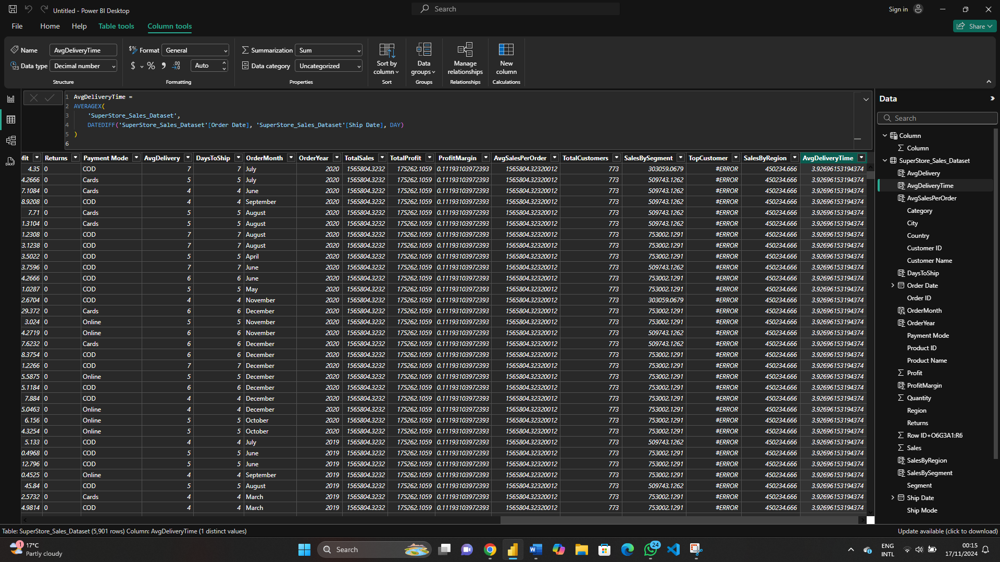 Untitled - Power BI Desktop
Search
Sign in
File Home Help Table tools Column tools
Share
Name AvgDeliveryTime
Data type Decimal number
Structure
Format General
$ % Auto
Formatting
Summarization Sum
Data category Uncategorized
Properties
Sort by column
Sort
Data groups
Groups
Manage relationships
Relationships
New column
Calculations
1 AvgDeliveryTime =
2 AVERAGEX(
3 'SuperStore_Sales_Dataset',
4 DATEDIFF('SuperStore_Sales_Dataset'[Order Date], 'SuperStore_Sales_Dataset'[Ship Date], DAY)
5 )
6
fit Returns Payment Mode AvgDelivery DaysToShip OrderMonth OrderYear TotalSales TotalProfit ProfitMargin AvgSalesPerOrder TotalCustomers SalesBySegment TopCustomer SalesByRegion AvgDeliveryTime
4.35 0 COD 7 7 July 2020 1565804.3232 175262.1059 0.11193103972393 1565804.32320012 773 303059.0679 #ERROR 450234.666 3.92696153194374
4.2666 0 Cards 5 5 July 2020 1565804.3232 175262.1059 0.11193103972393 1565804.32320012 773 509743.1262 #ERROR 450234.666 3.92696153194374
7.1084 0 Cards 4 4 June 2020 1565804.3232 175262.1059 0.11193103972393 1565804.32320012 773 509743.1262 #ERROR 450234.666 3.92696153194374
8.9208 0 COD 4 4 September 2020 1565804.3232 175262.1059 0.11193103972393 1565804.32320012 773 509743.1262 #ERROR 450234.666 3.92696153194374
7.71 0 Cards 5 5 August 2020 1565804.3232 175262.1059 0.11193103972393 1565804.32320012 773 509743.1262 #ERROR 450234.666 3.92696153194374
1.3104 0 Cards 5 5 August 2020 1565804.3232 175262.1059 0.11193103972393 1565804.32320012 773 509743.1262 #ERROR 450234.666 3.92696153194374
1.2308 0 COD 7 7 August 2020 1565804.3232 175262.1059 0.11193103972393 1565804.32320012 773 753002.1291 #ERROR 450234.666 3.92696153194374
3.1238 0 COD 7 7 August 2020 1565804.3232 175262.1059 0.11193103972393 1565804.32320012 773 753002.1291 #ERROR 450234.666 3.92696153194374
3.5022 0 COD 5 5 April 2020 1565804.3232 175262.1059 0.11193103972393 1565804.32320012 773 753002.1291 #ERROR 450234.666 3.92696153194374
3.7596 0 COD 7 7 June 2020 1565804.3232 175262.1059 0.11193103972393 1565804.32320012 773 509743.1262 #ERROR 450234.666 3.92696153194374
4.2666 0 COD 6 6 June 2020 1565804.3232 175262.1059 0.11193103972393 1565804.32320012 773 753002.1291 #ERROR 450234.666 3.92696153194374
1.0287 0 COD 5 5 May 2020 1565804.3232 175262.1059 0.11193103972393 1565804.32320012 773 753002.1291 #ERROR 450234.666 3.92696153194374
2.6704 0 COD 4 4 November 2020 1565804.3232 175262.1059 0.11193103972393 1565804.32320012 773 303059.0679 #ERROR 450234.666 3.92696153194374
29.372 0 Cards 6 6 December 2020 1565804.3232 175262.1059 0.11193103972393 1565804.32320012 773 753002.1291 #ERROR 450234.666 3.92696153194374
3.024 0 Online 5 5 November 2020 1565804.3232 175262.1059 0.11193103972393 1565804.32320012 773 753002.1291 #ERROR 450234.666 3.92696153194374
4.2719 0 Online 6 6 November 2020 1565804.3232 175262.1059 0.11193103972393 1565804.32320012 773 509743.1262 #ERROR 450234.666 3.92696153194374
7.6232 0 Cards 6 6 December 2020 1565804.3232 175262.1059 0.11193103972393 1565804.32320012 773 509743.1262 #ERROR 450234.666 3.92696153194374
8.3754 0 COD 6 6 December 2020 1565804.3232 175262.1059 0.11193103972393 1565804.32320012 773 753002.1291 #ERROR 450234.666 3.92696153194374
1.2266 0 COD 7 7 December 2020 1565804.3232 175262.1059 0.11193103972393 1565804.32320012 773 753002.1291 #ERROR 450234.666 3.92696153194374
5.5875 0 Online 5 5 December 2020 1565804.3232 175262.1059 0.11193103972393 1565804.32320012 773 753002.1291 #ERROR 450234.666 3.92696153194374
5.1184 0 COD 6 6 December 2020 1565804.3232 175262.1059 0.11193103972393 1565804.32320012 773 753002.1291 #ERROR 450234.666 3.92696153194374
7.884 0 COD 4 4 December 2020 1565804.3232 175262.1059 0.11193103972393 1565804.32320012 773 753002.1291 #ERROR 450234.666 3.92696153194374
5.0463 0 Online 4 4 December 2020 1565804.3232 175262.1059 0.11193103972393 1565804.32320012 773 753002.1291 #ERROR 450234.666 3.92696153194374
6.156 0 Online 5 5 October 2020 1565804.3232 175262.1059 0.11193103972393 1565804.32320012 773 753002.1291 #ERROR 450234.666 3.92696153194374
4.3254 0 Online 5 5 October 2020 1565804.3232 175262.1059 0.11193103972393 1565804.32320012 773 753002.1291 #ERROR 450234.666 3.92696153194374
5.133 0 COD 4 4 July 2019 1565804.3232 175262.1059 0.11193103972393 1565804.32320012 773 509743.1262 #ERROR 450234.666 3.92696153194374
0.4968 0 COD 5 5 June 2019 1565804.3232 175262.1059 0.11193103972393 1565804.32320012 773 753002.1291 #ERROR 450234.666 3.92696153194374
12.796 0 COD 5 5 June 2019 1565804.3232 175262.1059 0.11193103972393 1565804.32320012 773 753002.1291 #ERROR 450234.666 3.92696153194374
0.4525 0 Online 4 4 September 2019 1565804.3232 175262.1059 0.11193103972393 1565804.32320012 773 753002.1291 #ERROR 450234.666 3.92696153194374
45.84 0 COD 5 5 August 2019 1565804.3232 175262.1059 0.11193103972393 1565804.32320012 773 509743.1262 #ERROR 450234.666 3.92696153194374
2.5732 0 Cards 4 4 March 2019 1565804.3232 175262.1059 0.11193103972393 1565804.32320012 773 753002.1291 #ERROR 450234.666 3.92696153194374
4.9814 0 COD 4 4 March 2019 1565804.3232 175262.1059 0.11193103972393 1565804.32320012 773 753002.1291 #ERROR 450234.666 3.92696153194374
Data
Search
Column
Column
SuperStore_Sales_Dataset
AvgDelivery
AvgDeliveryTime
AvgSalesPerOrder
Category
City
Country
Customer ID
Customer Name
DaysToShip
Order Date
Order ID
OrderMonth
OrderYear
Payment Mode
Product ID
Product Name
Profit
ProfitMargin
Quantity
Region
Returns
Row ID+O6G3A1:R6
Sales
SalesByRegion
SalesBySegment
Segment
Ship Date
Ship Mode
Table: SuperStore_Sales_Dataset (5,901 rows) Column: AvgDeliveryTime (1 distinct values)
Update available (click to download)
1
17°C
Partly cloudy
Search
24
ENG
INTL
00:15
17/11/2024